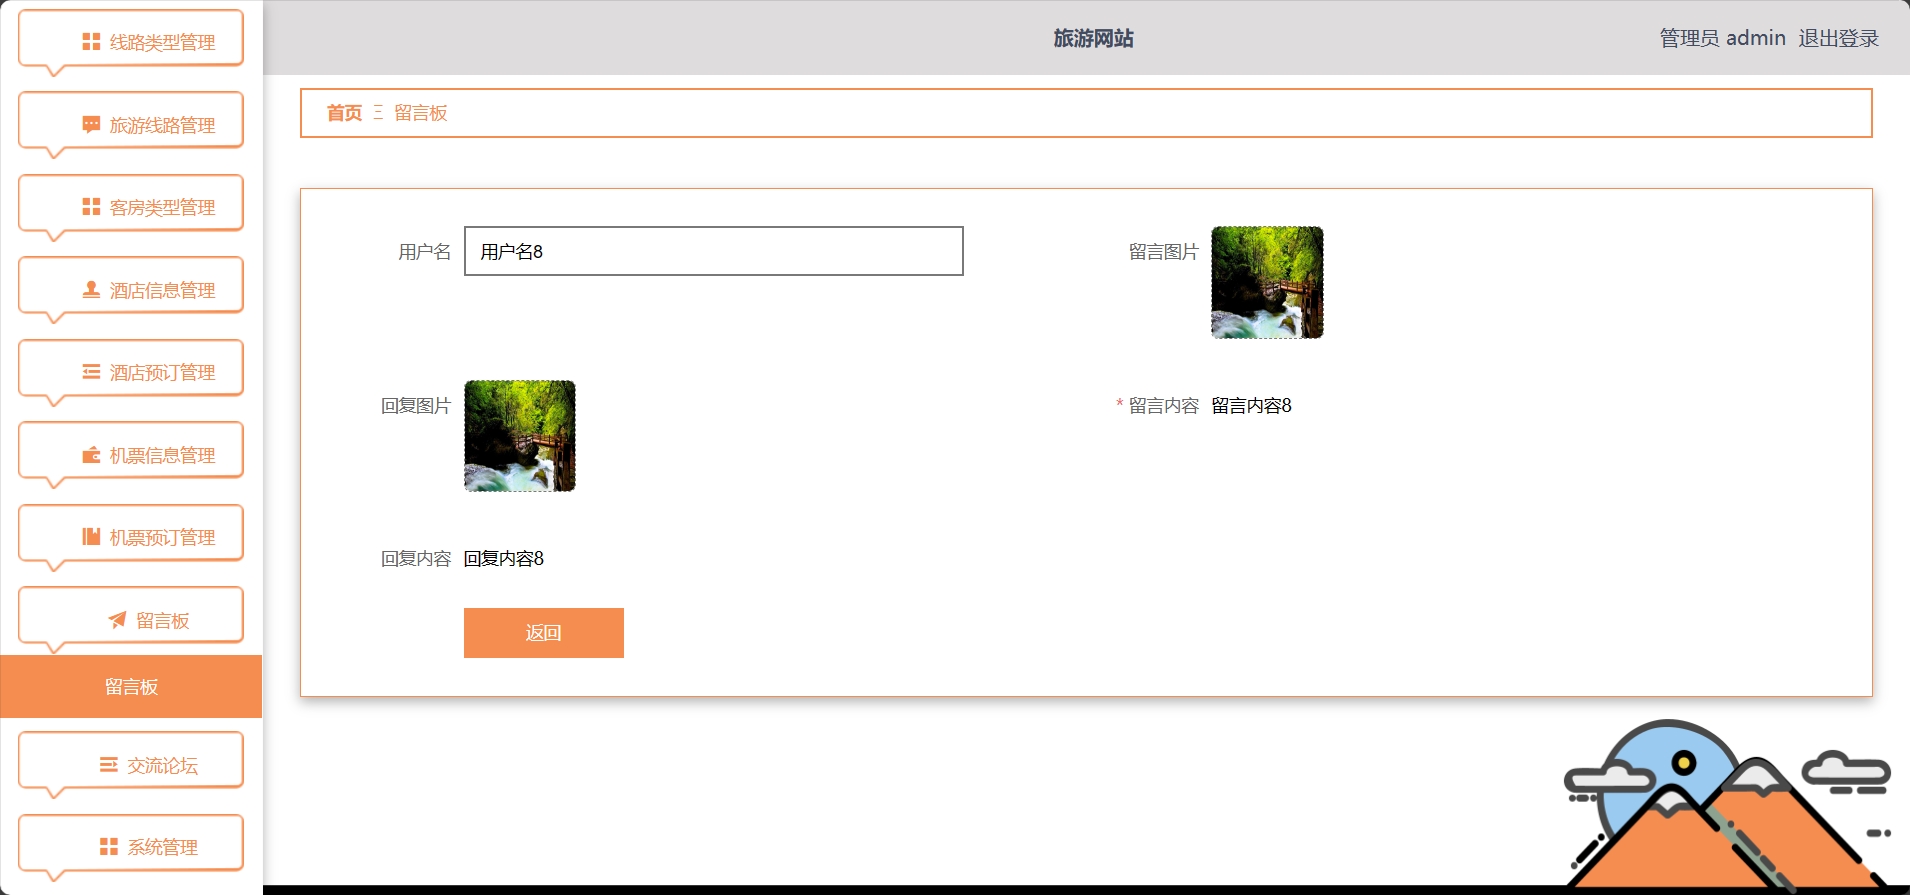 线路类型管理
旅游线路管理
客房类型管理
酒店信息管理
酒店预订管理
机票信息管理
机票预订管理
留言板
留言板
交流论坛
系统管理
旅游网站
管理员 admin 退出登录
首页 Ξ 留言板
用户名 用户名8
留言图片
回复图片
* 留言内容 留言内容8
回复内容 回复内容8
返回